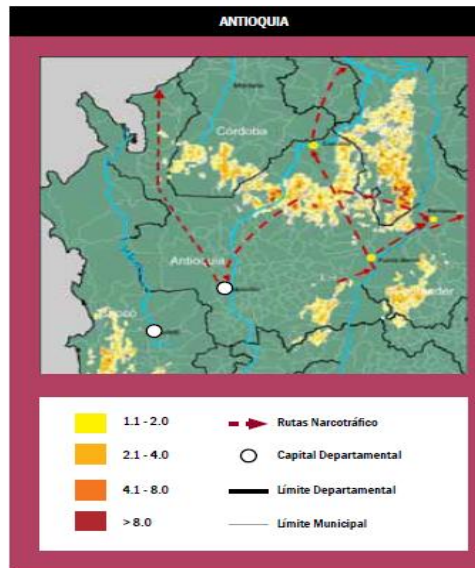 ANTIOQUIA
Córdoba
Antioquia
1.1 - 2.0
Rutas Narcotráfico
2.1 - 4.0
Capital Departamental
4.1 - 8.0
Límite Departamental
> 8.0
Límite Municipal